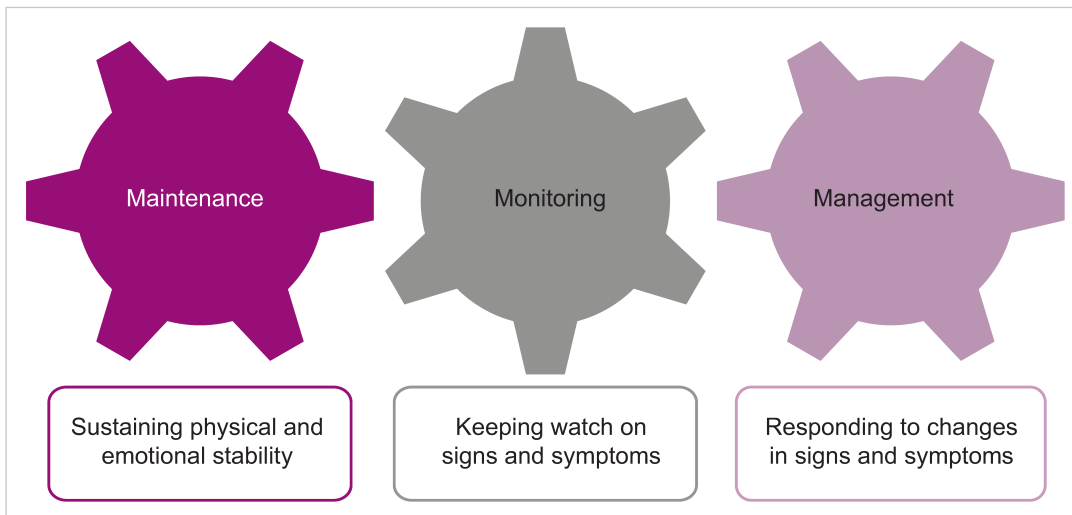 Maintenance
Monitoring
Management
Sustaining physical and
emotional stability
Keeping watch on
signs and symptoms
Responding to changes
in signs and symptoms